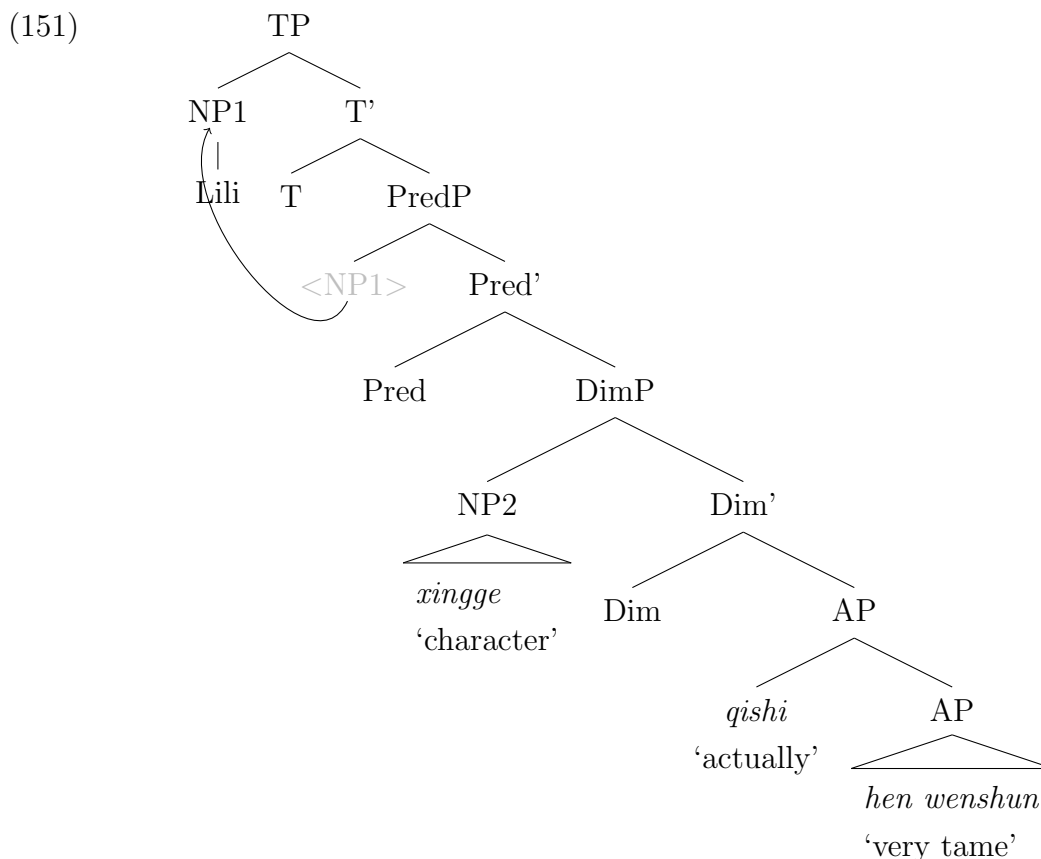 (151)
TP
NP1 T'
Lili T PredP
<NP1> Pred'
Pred DimP
NP2 Dim'
xingge
‘character’
Dim AP
qishi
‘actually’
AP
hen wenshun
‘very tame’